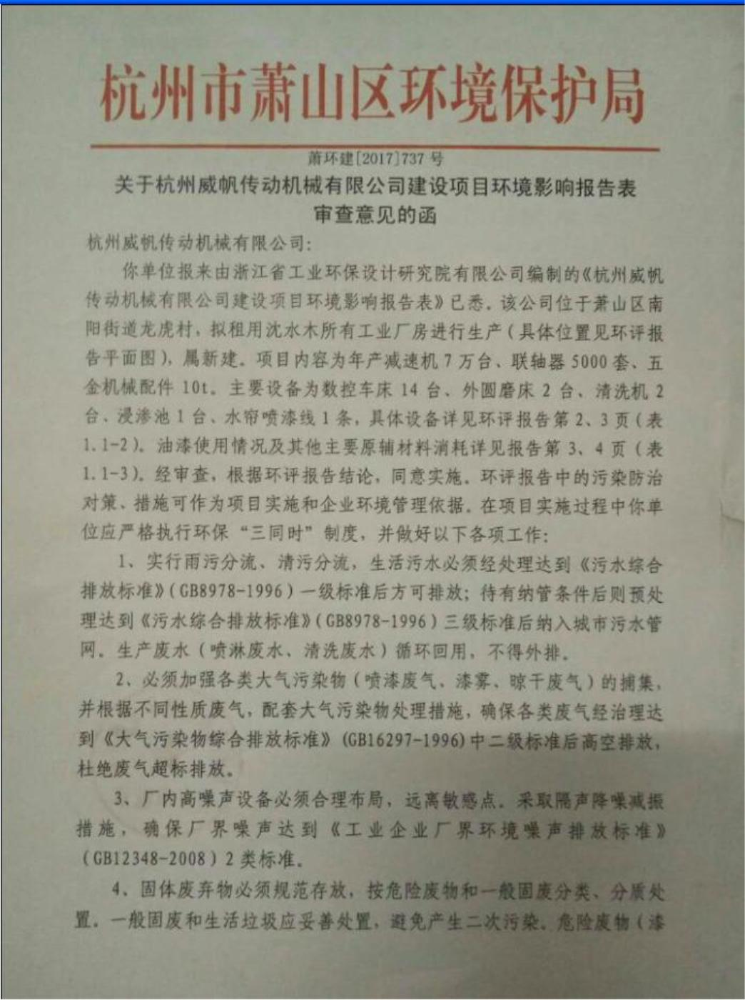 杭州市萧山区环境保护局
萧环建[2017]737 号
关于杭州威帆传动机械有限公司建设项目环境影响报告表
审查意见的函
杭州威帆传动机械有限公司:
你单位报来由浙江省工业环保设计研究院有限公司编制的《杭州威帆
传动机械有限公司建设项目环境影响报告表》已悉。该公司位于萧山区南
阳街道龙虎村，拟租用沈水木所有工业厂房进行生产（具体位置见环评报
告平面图），属新建。项目内容为年产减速机 7 万台、联轴器 5000 套、五
金机械配件 10t。主要设备为数控车床 14 台、外圆磨床 2 台、清洗机 2
台、浸渗池 1 台、水帘喷漆线 1 条，具体设备详见环评报告第 2、3 页（表
1.1-2）。油漆使用情况及其他主要原辅材料消耗详见报告第 3、4 页（表
1.1-3）。经审查，根据环评报告结论，同意实施。环评报告中的污染防治
对策、措施可作为项目实施和企业环境管理依据。在项目实施过程中你单
位应严格执行环保“三同时”制度，并做好以下各项工作:
1、实行雨污分流、清污分流，生活污水必须经处理达到《污水综合
排放标准》（GB8978-1996）一级标准后方可排放；待有纳管条件后则预处
理达到《污水综合排放标准》（GB8978-1996）三级标准后纳入城市污水管
网。生产废水（喷淋废水、清洗废水）循环回用，不得外排。
2、必须加强各类大气污染物（喷漆废气、漆雾、晾干废气）的捕集，
并根据不同性质废气，配套大气污染物处理措施，确保各类废气经治理达
到《大气污染物综合排放标准》(GB16297-1996)中二级标准后高空排放，
杜绝废气超标排放。
3、厂内高噪声设备必须合理布局，远离敏感点。采取隔声降噪减振
措施，确保厂界噪声达到《工业企业厂界环境噪声排放标准》
（GB12348-2008）2 类标准。
4、固体废弃物必须规范存放，按危险废物和一般固废分类、分质处
置。一般固废和生活垃圾应妥善处置，避免产生二次污染。危险废物（漆